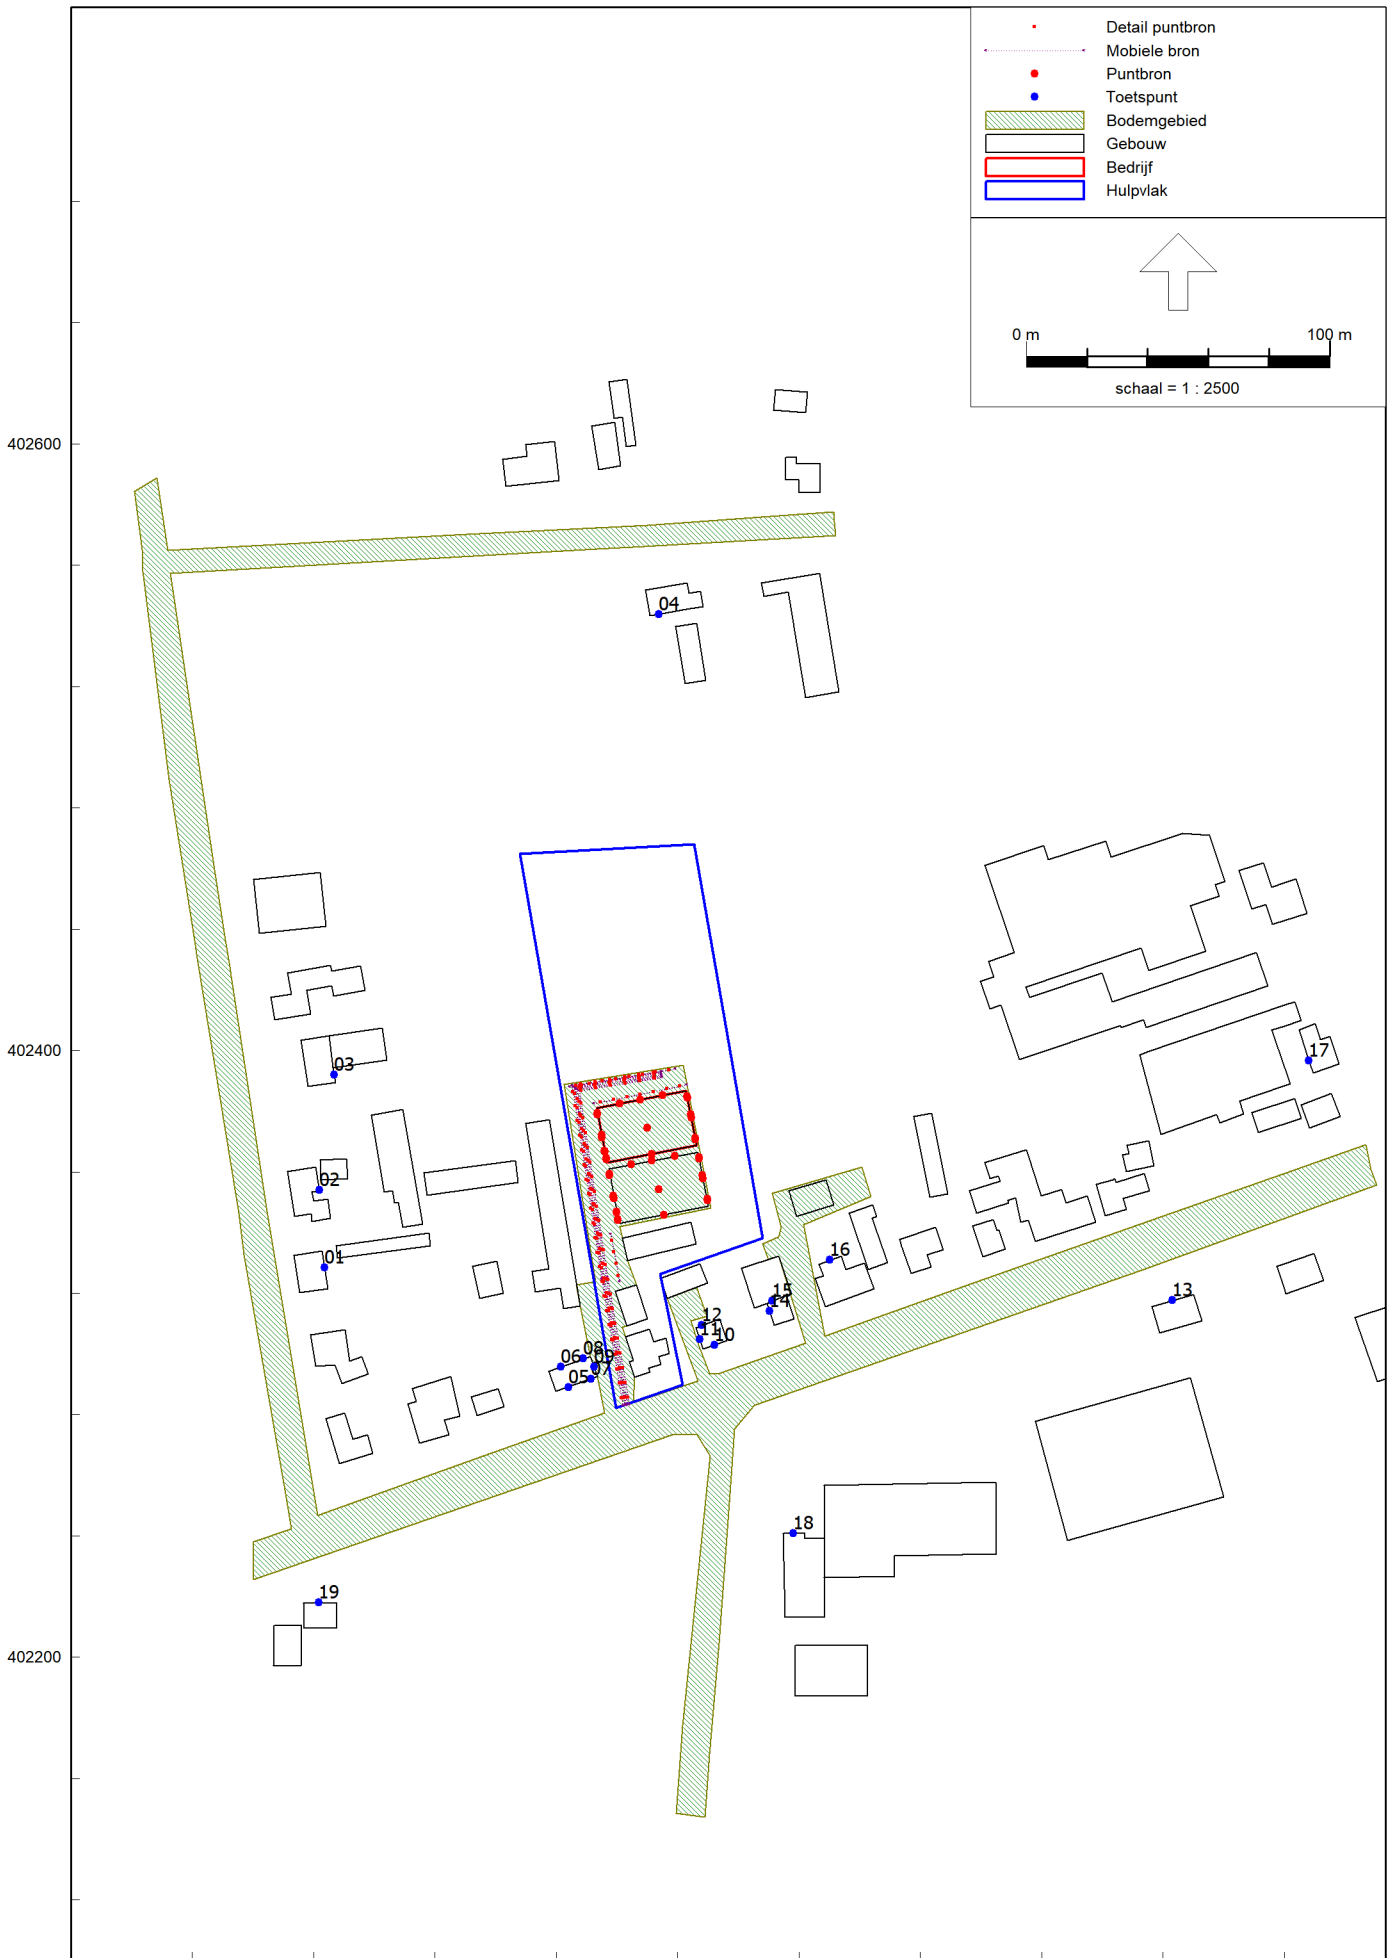 Detail puntbron
Mobiele bron
Puntbron
Toetspunt
Bodemgebied
Gebouw
Bedrijf
Hulpvlak
0 m 100 m
schaal = 1 : 2500
402600
04
402400
03
17
02
16
01
15
14
13
12
11
10
08
09
06
07
05
18
19
402200